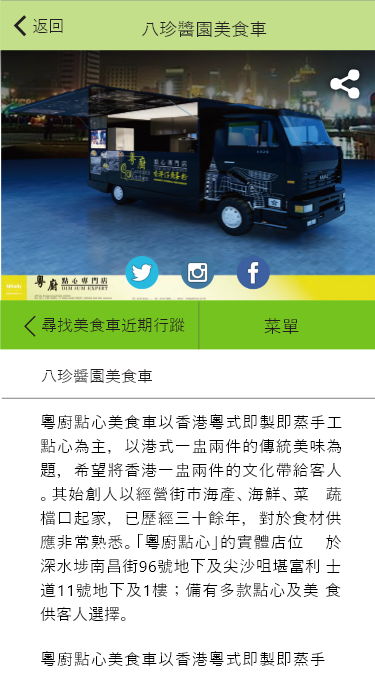 返回
八珍醬園美食車
粵廚
點心專門店
粵廚 點心專門店
DIM SUM EXPERT
尋找美食車近期行蹤
菜單
八珍醬園美食車
粵廚點心美食車以香港粵式即製即蒸手工
點心為主，以港式一盅兩件的傳統美味為
題，希望將香港一盅兩件的文化帶給客人
。其始創人以經營街市海產、海鮮、菜 蔬
檔口起家，已歷經三十餘年，對於食材供
應非常熟悉。「粵廚點心」的實體店位 於
深水埗南昌街96號地下及尖沙咀堪富利 士
道11號地下及1樓；備有多款點心及美 食
供客人選擇。
粵廚點心美食車以香港粵式即製即蒸手